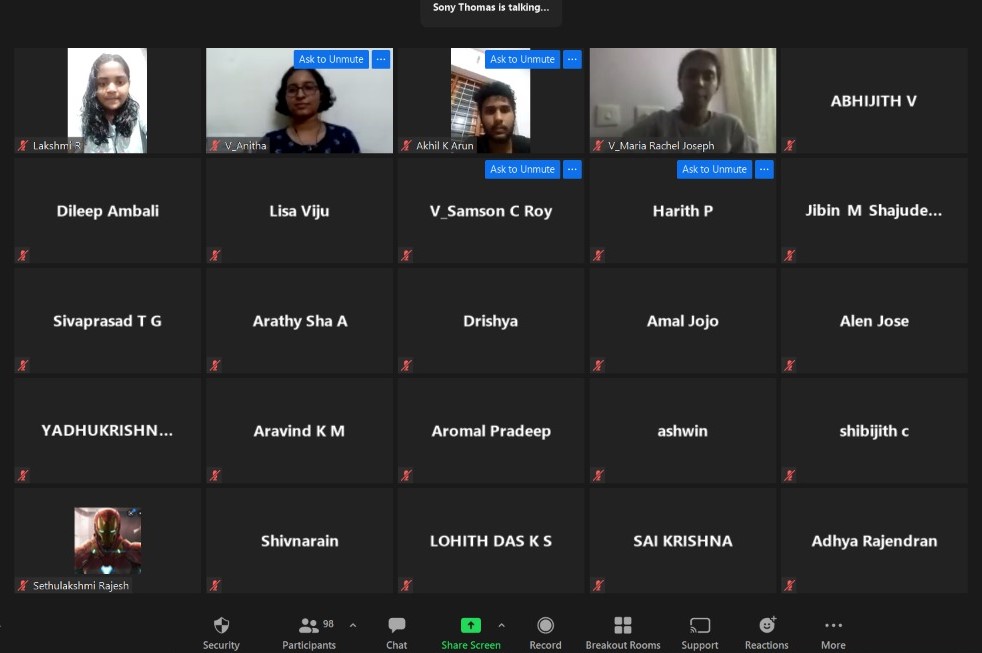 Sony Thomas is talking...
Ask to Unmute ...
Ask to Unmute ...
Lakshmi R
V_Anitha
Akhil K Arun
V_Maria Rachel Joseph
ABHIJITH V
Ask to Unmute ...
Ask to Unmute ...
Dileep Ambali
Lisa Viju
V_Samson C Roy
Harith P
Jibin M Shajude...
Sivaprasad T G
Arathy Sha A
Drishya
Amal Jojo
Alen Jose
YADHUKRISHN...
Aravind K M
Aromal Pradeep
ashwin
shibijith c
Sethulakshmi Rajesh
Shivnarain
LOHITH DAS K S
SAI KRISHNA
Adhya Rajendran
98
Security
Participants
Chat
Share Screen
Record
Breakout Rooms
Support
Reactions
More